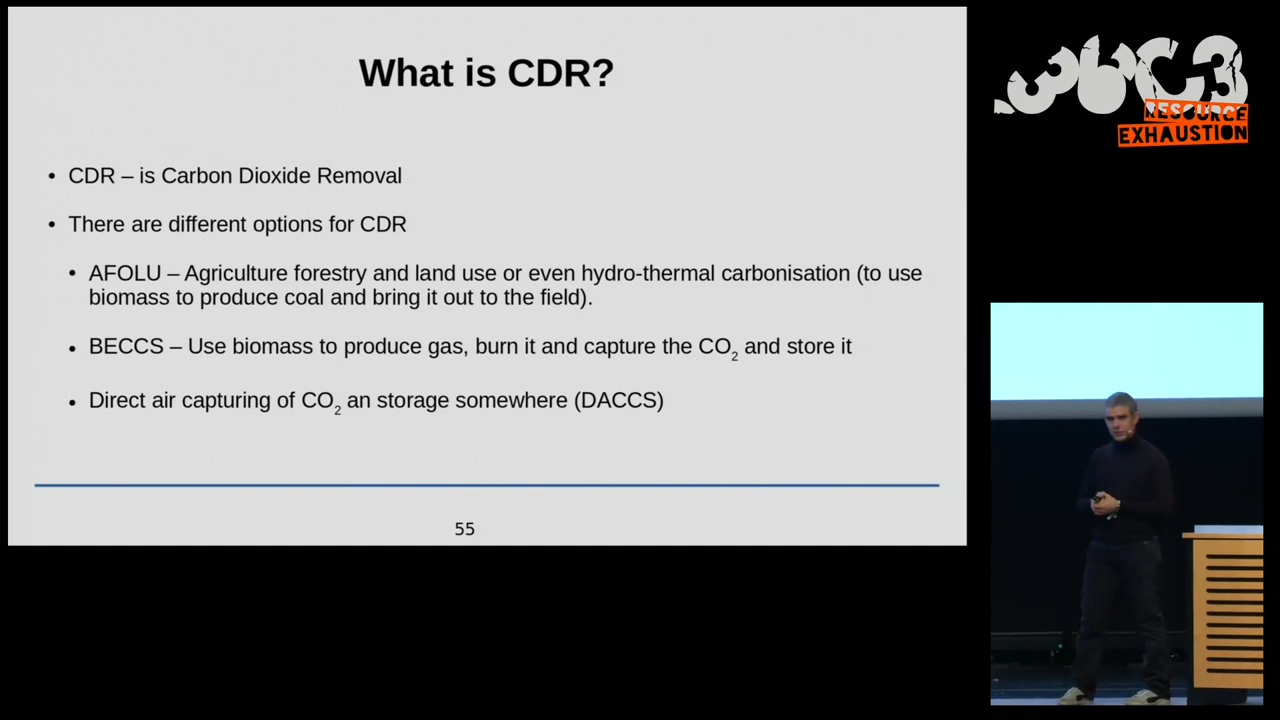 What is CDR?
• CDR – is Carbon Dioxide Removal
• There are different options for CDR
• AFOLU – Agriculture forestry and land use or even hydro-thermal carbonisation (to use
biomass to produce coal and bring it out to the field).
• BECCS – Use biomass to produce gas, burn it and capture the CO₂ and store it
• Direct air capturing of CO₂ an storage somewhere (DACCS)
55
36C3
RESOURCE
EXHAUSTION